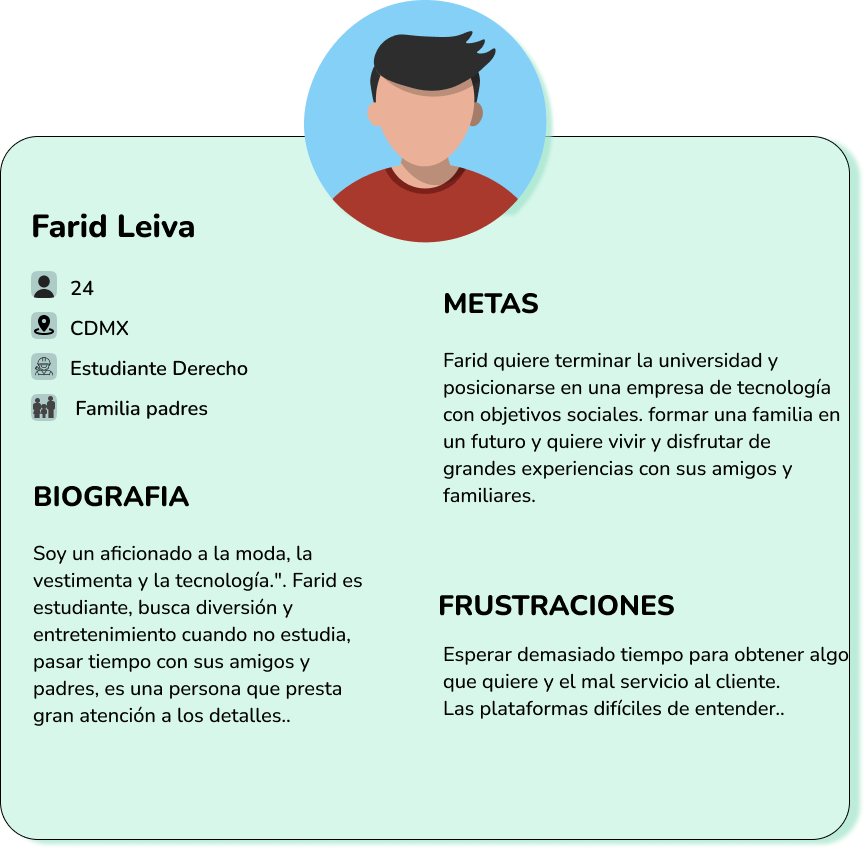 Farid Leiva
24
CDMX
Estudiante Derecho
Familia padres
BIOGRAFIA
Soy un aficionado a la moda, la
vestimenta y la tecnología.". Farid es
estudiante, busca diversión y
entretenimiento cuando no estudia,
pasar tiempo con sus amigos y
padres, es una persona que presta
gran atención a los detalles..
METAS
Farid quiere terminar la universidad y
posicionarse en una empresa de tecnología
con objetivos sociales. formar una familia en
un futuro y quiere vivir y disfrutar de
grandes experiencias con sus amigos y
familiares.
FRUSTRACIONES
Esperar demasiado tiempo para obtener algo
que quiere y el mal servicio al cliente.
Las plataformas difíciles de entender..